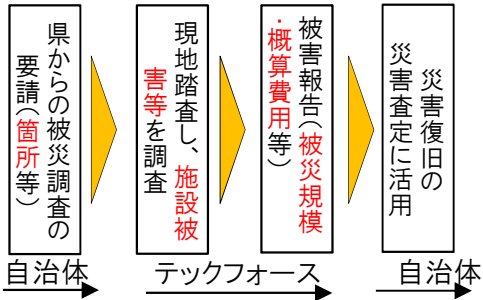 県からの被災調査の
要請（箇所等）
現地踏査し、施設被
害等を調査
被害報告（被災規模
・概算費用等）
災害復旧の
災害査定に活用
自治体
テックフォース
自治体